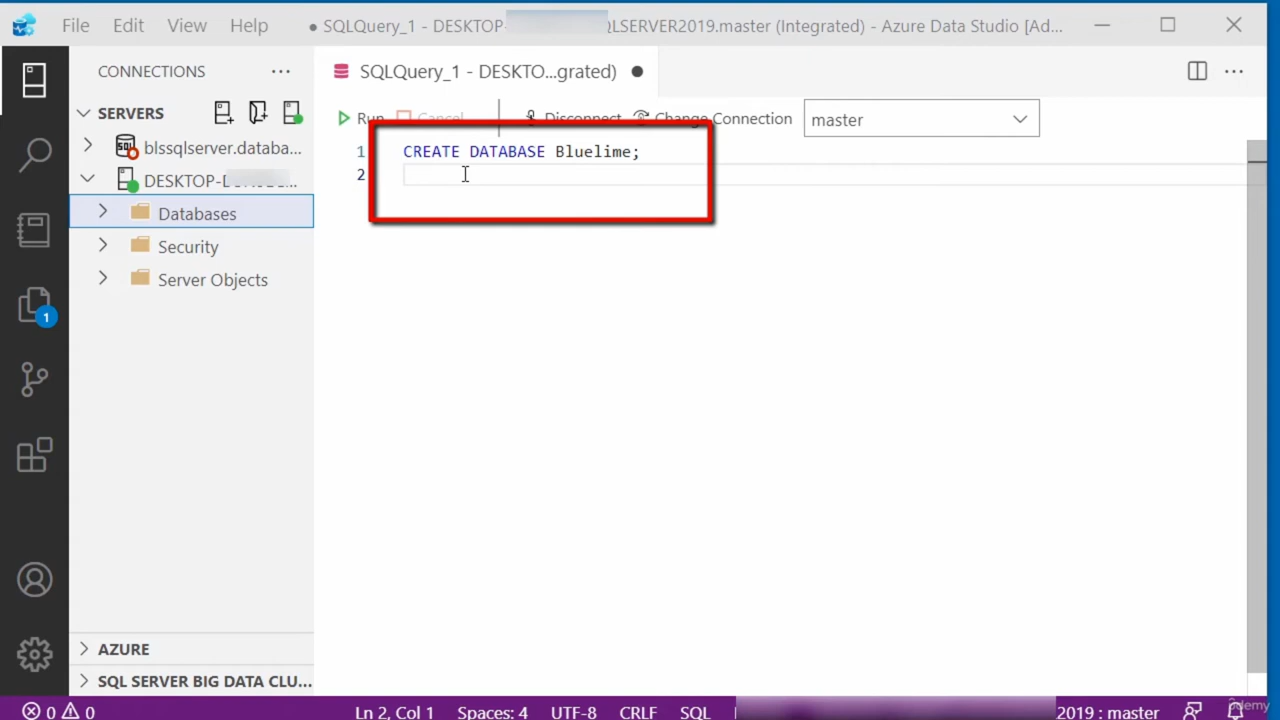 File Edit View Help ● SQLQuery_1 - DESKTOP- LSERVER2019.master (Integrated) - Azure Data Studio [Ad...
CONNECTIONS ...
SQLQuery_1 - DESKTO...grated) ●
SERVERS
Run Cancel Disconnect Change Connection master
blssqlserver.databa...
DESKTOP-
Databases
Security
Server Objects
1 CREATE DATABASE Bluelime;
2
1
AZURE
SQL SERVER BIG DATA CLU...
0 0 Ln 2, Col 1 Spaces: 4 UTF-8 CRLF SQL 2019 : master
Udemy